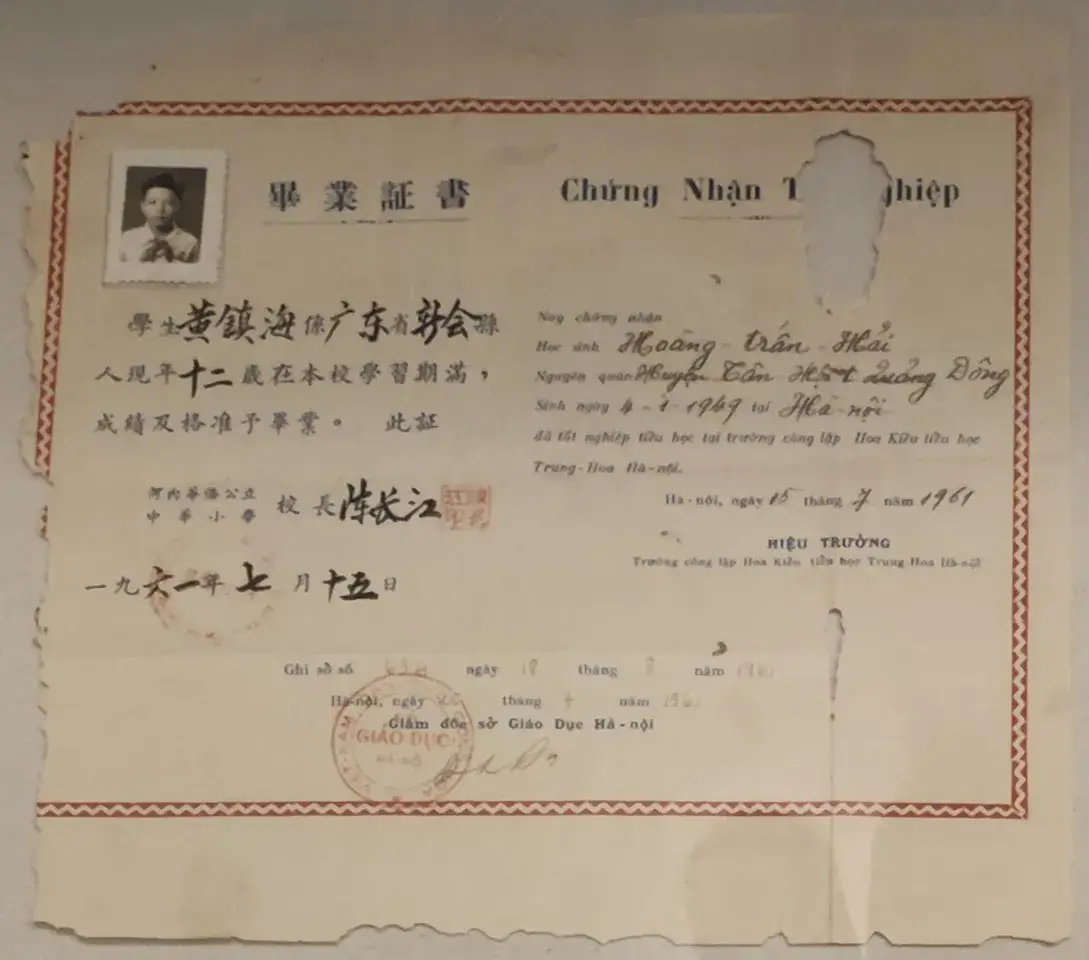 畢業証書
學生黄鎮海係广东省新会縣
人現年十二歲在本校學習期滿，
成績及格准予畢業。 此証
河内華僑公立
中華小學
校長陈长江
一九六一年七月十五日
Chứng Nhận T ghiệp
Nay chứng nhận
Học sinh Hoàng - trấn - Hải
Nguyên quán Huyện Tân Hội t Quảng Đông
Sinh ngày 4 - 1 - 1949 tại Hà-nội
đã tốt nghiệp tiểu học tại trường công lập Hoa Kiều tiểu học
Trung-Hoa Hà-nội.
Hà-nội, ngày 15 tháng 7 năm 1961
HIỆU TRƯỞNG
Trường công lập Hoa Kiều tiểu học Trung Hoa Hà-nội
Ghi sổ số ngày 18 tháng 8 năm 1961
Hà-nội, ngày tháng năm 1961
Giám đốc sở Giáo Dục Hà-nội
GIÁO DỤC
HÀ-NỘI